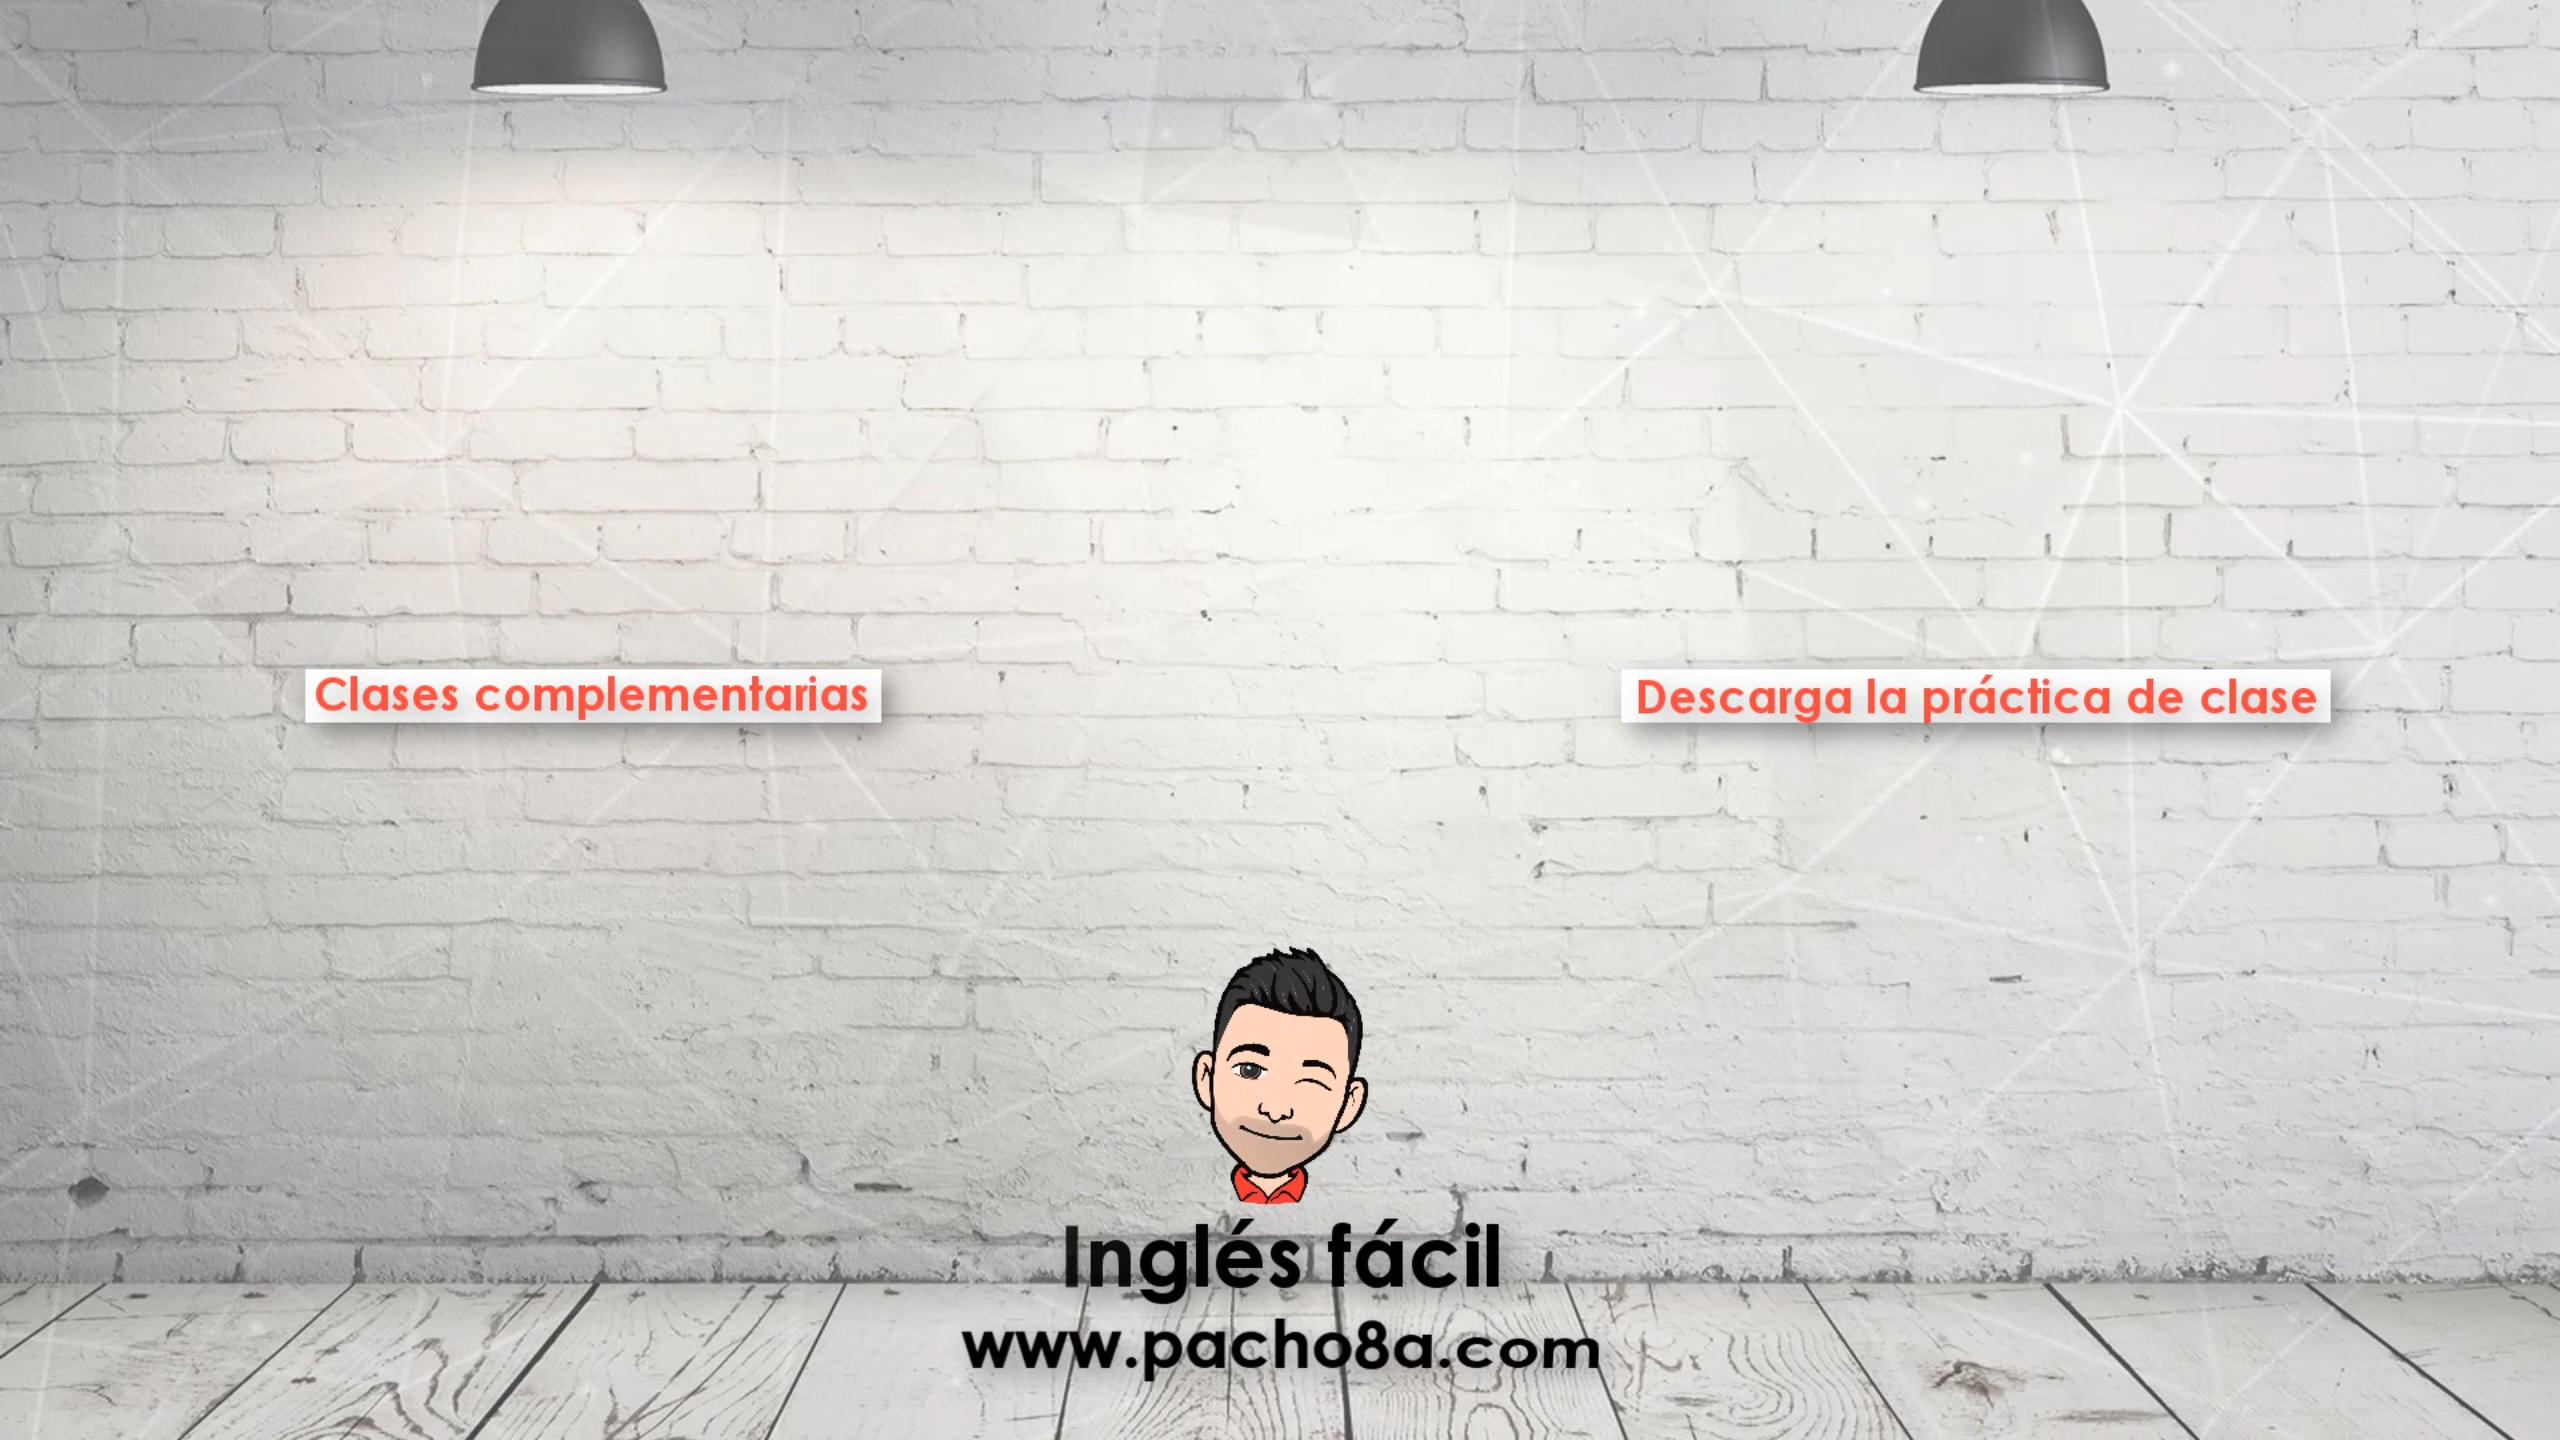 Clases complementarias
Descarga la práctica de clase
Inglés fácil
www.pacho8a.com